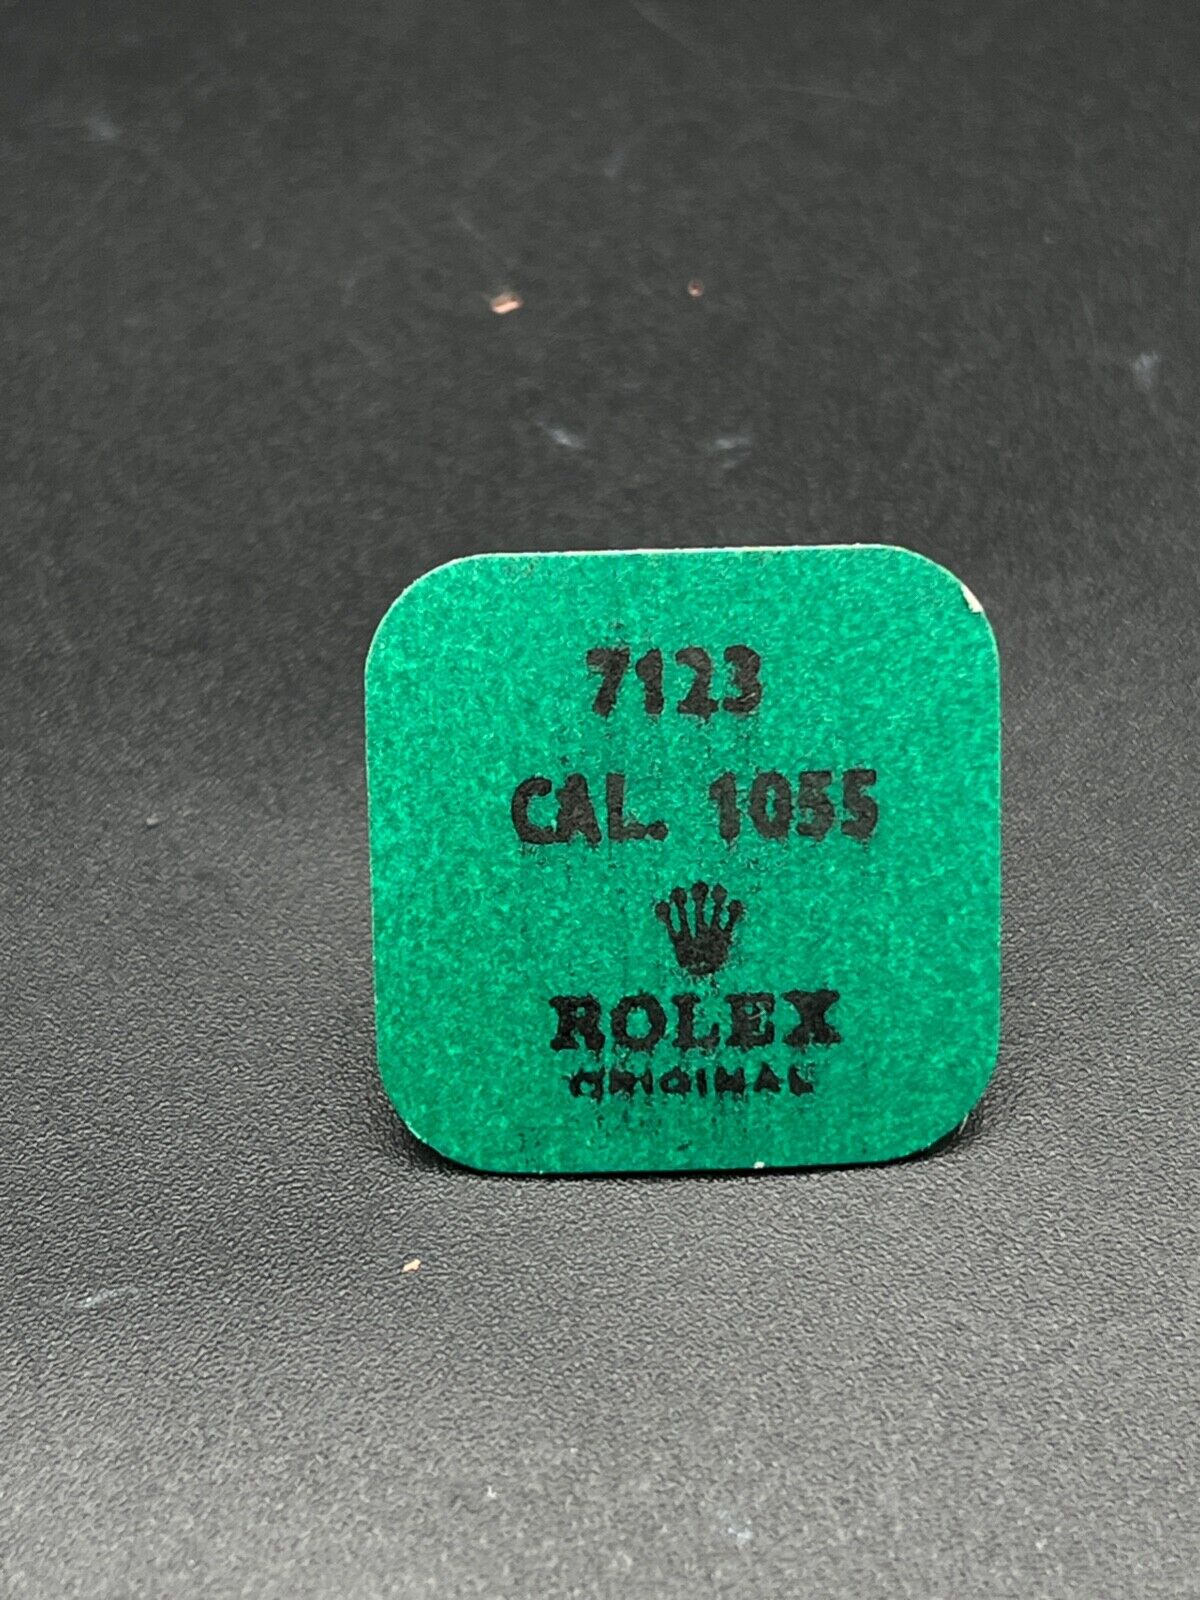 7123
CAL. 1055
ROLEX
ORIGINAL